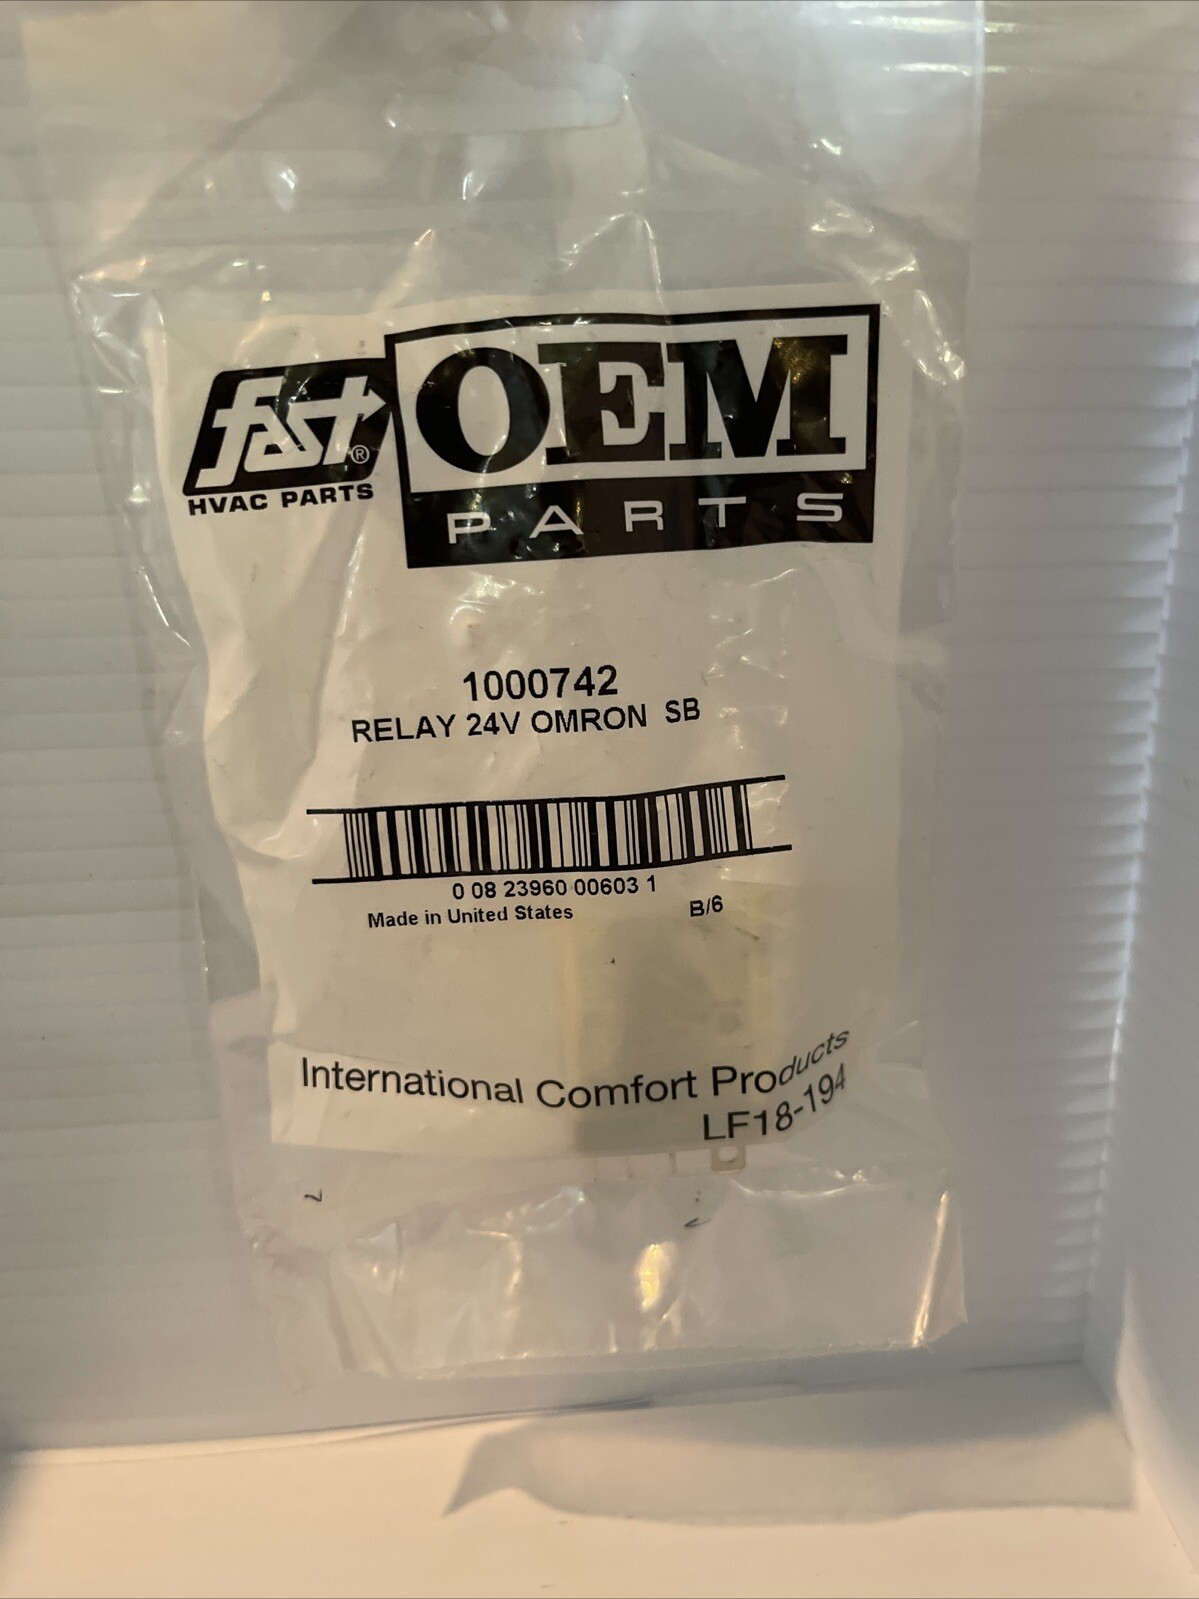 fast®
HVAC PARTS
OEM
PARTS
1000742
RELAY 24V OMRON SB
0 08 23960 00603 1
Made in United States B/6
International Comfort Products
LF18-194